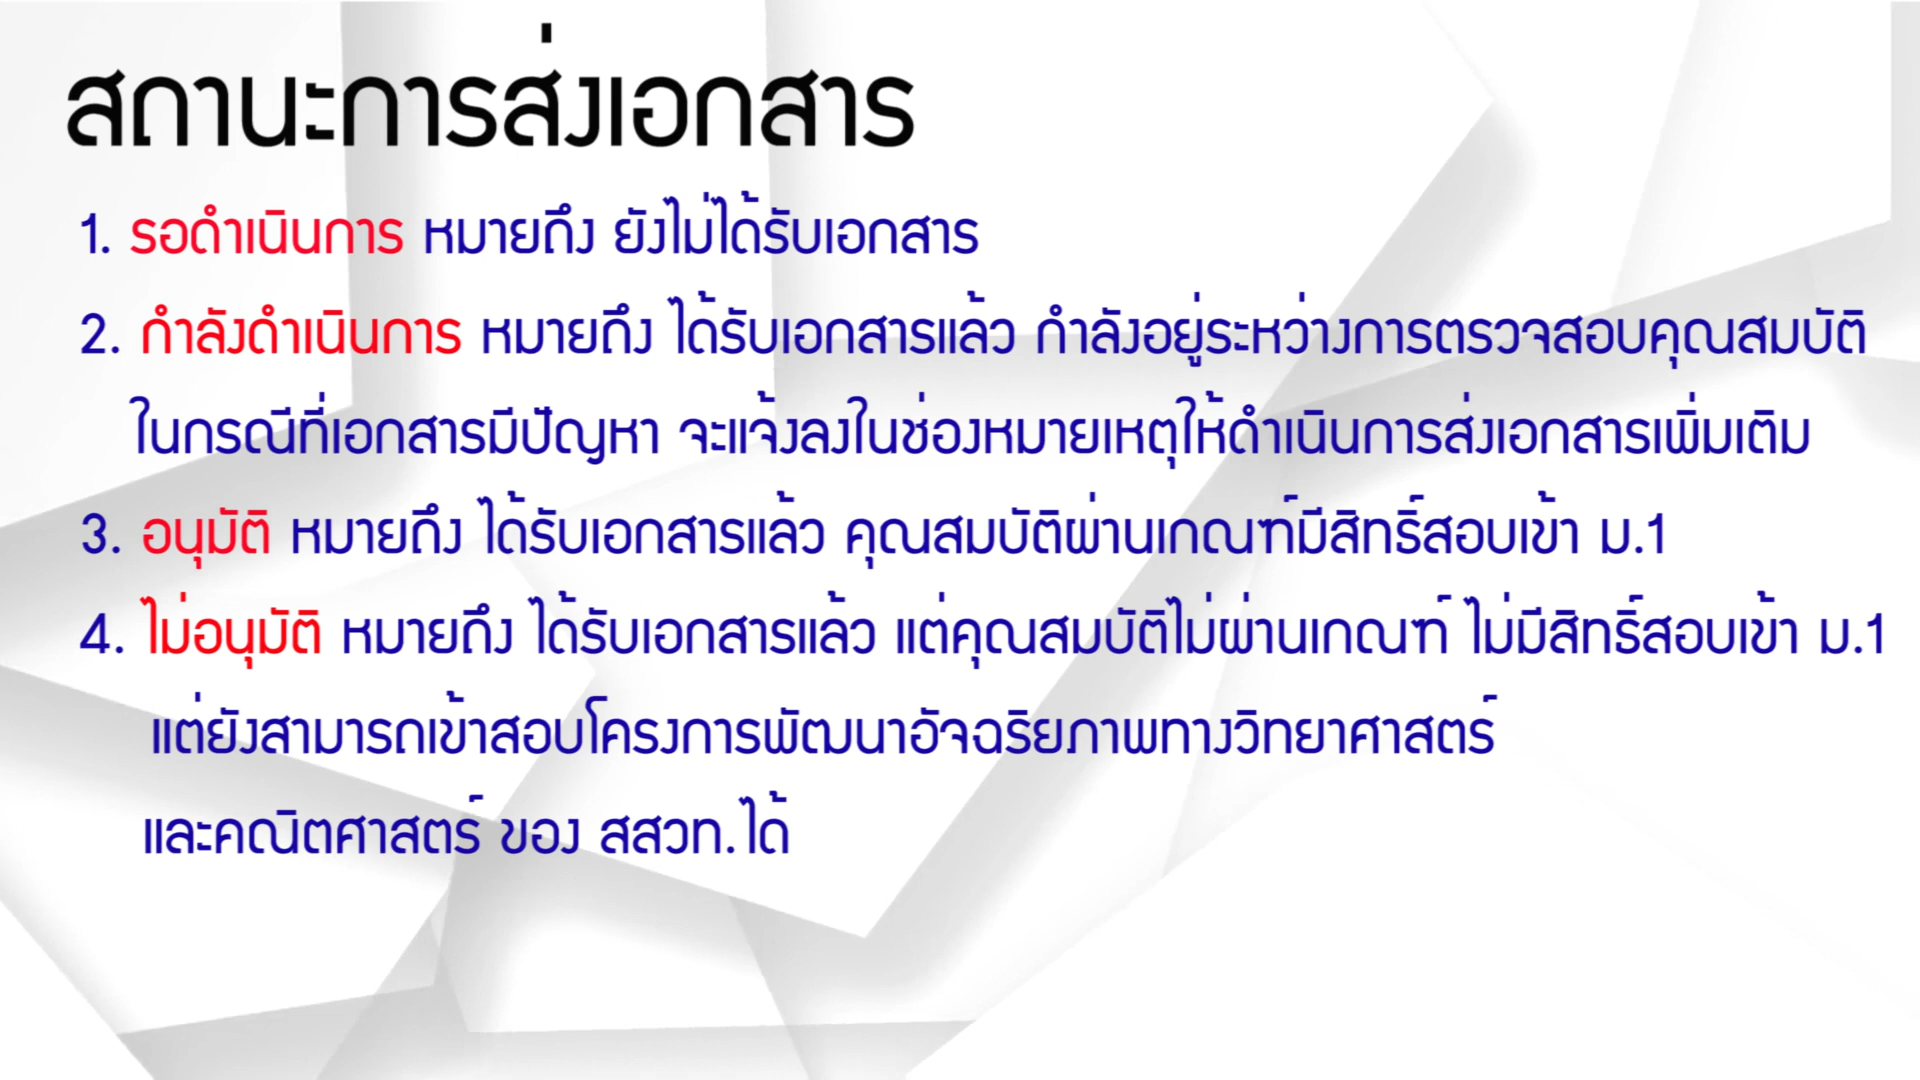 สถานะการส่งเอกสาร
1. รอดำเนินการ หมายถึง ยังไม่ได้รับเอกสาร
2. กำลังดำเนินการ หมายถึง ได้รับเอกสารแล้ว กำลังอยู่ระหว่างการตรวจสอบคุณสมบัติ
ในกรณีที่เอกสารมีปัญหา จะแจ้งลงในช่องหมายเหตุให้ดำเนินการส่งเอกสารเพิ่มเติม
3. อนุมัติ หมายถึง ได้รับเอกสารแล้ว คุณสมบัติผ่านเกณฑ์มีสิทธิ์สอบเข้า ม.1
4. ไม่อนุมัติ หมายถึง ได้รับเอกสารแล้ว แต่คุณสมบัติไม่ผ่านเกณฑ์ ไม่มีสิทธิ์สอบเข้า ม.1
แต่ยังสามารถเข้าสอบโครงการพัฒนาอัจฉริยภาพทางวิทยาศาสตร์
และคณิตศาสตร์ ของ สสวท.ได้